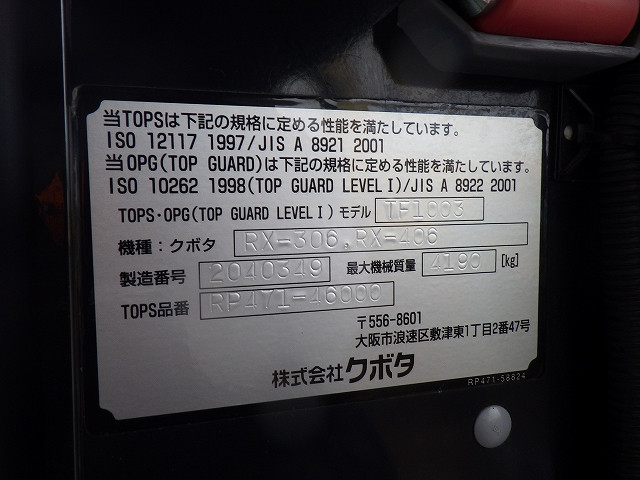 当TOPSは下記の規格に定める性能を満たしています。
ISO 12117 1997/JIS A 8921 2001
当OPG(TOP GUARD)は下記の規格に定める性能を満たしています。
ISO 10262 1998(TOP GUARD LEVELⅠ)/JIS A 8922 2001
TOPS・OPG(TOP GUARD LEVELⅠ) モデル TF1003
機種：クボタ RX-306,RX-406
製造番号 2040349 最大機械質量 4190 [kg]
TOPS品番 RP471-46000
〒556-8601
大阪市浪速区敷津東1丁目2番47号
株式会社クボタ
RP471-58824